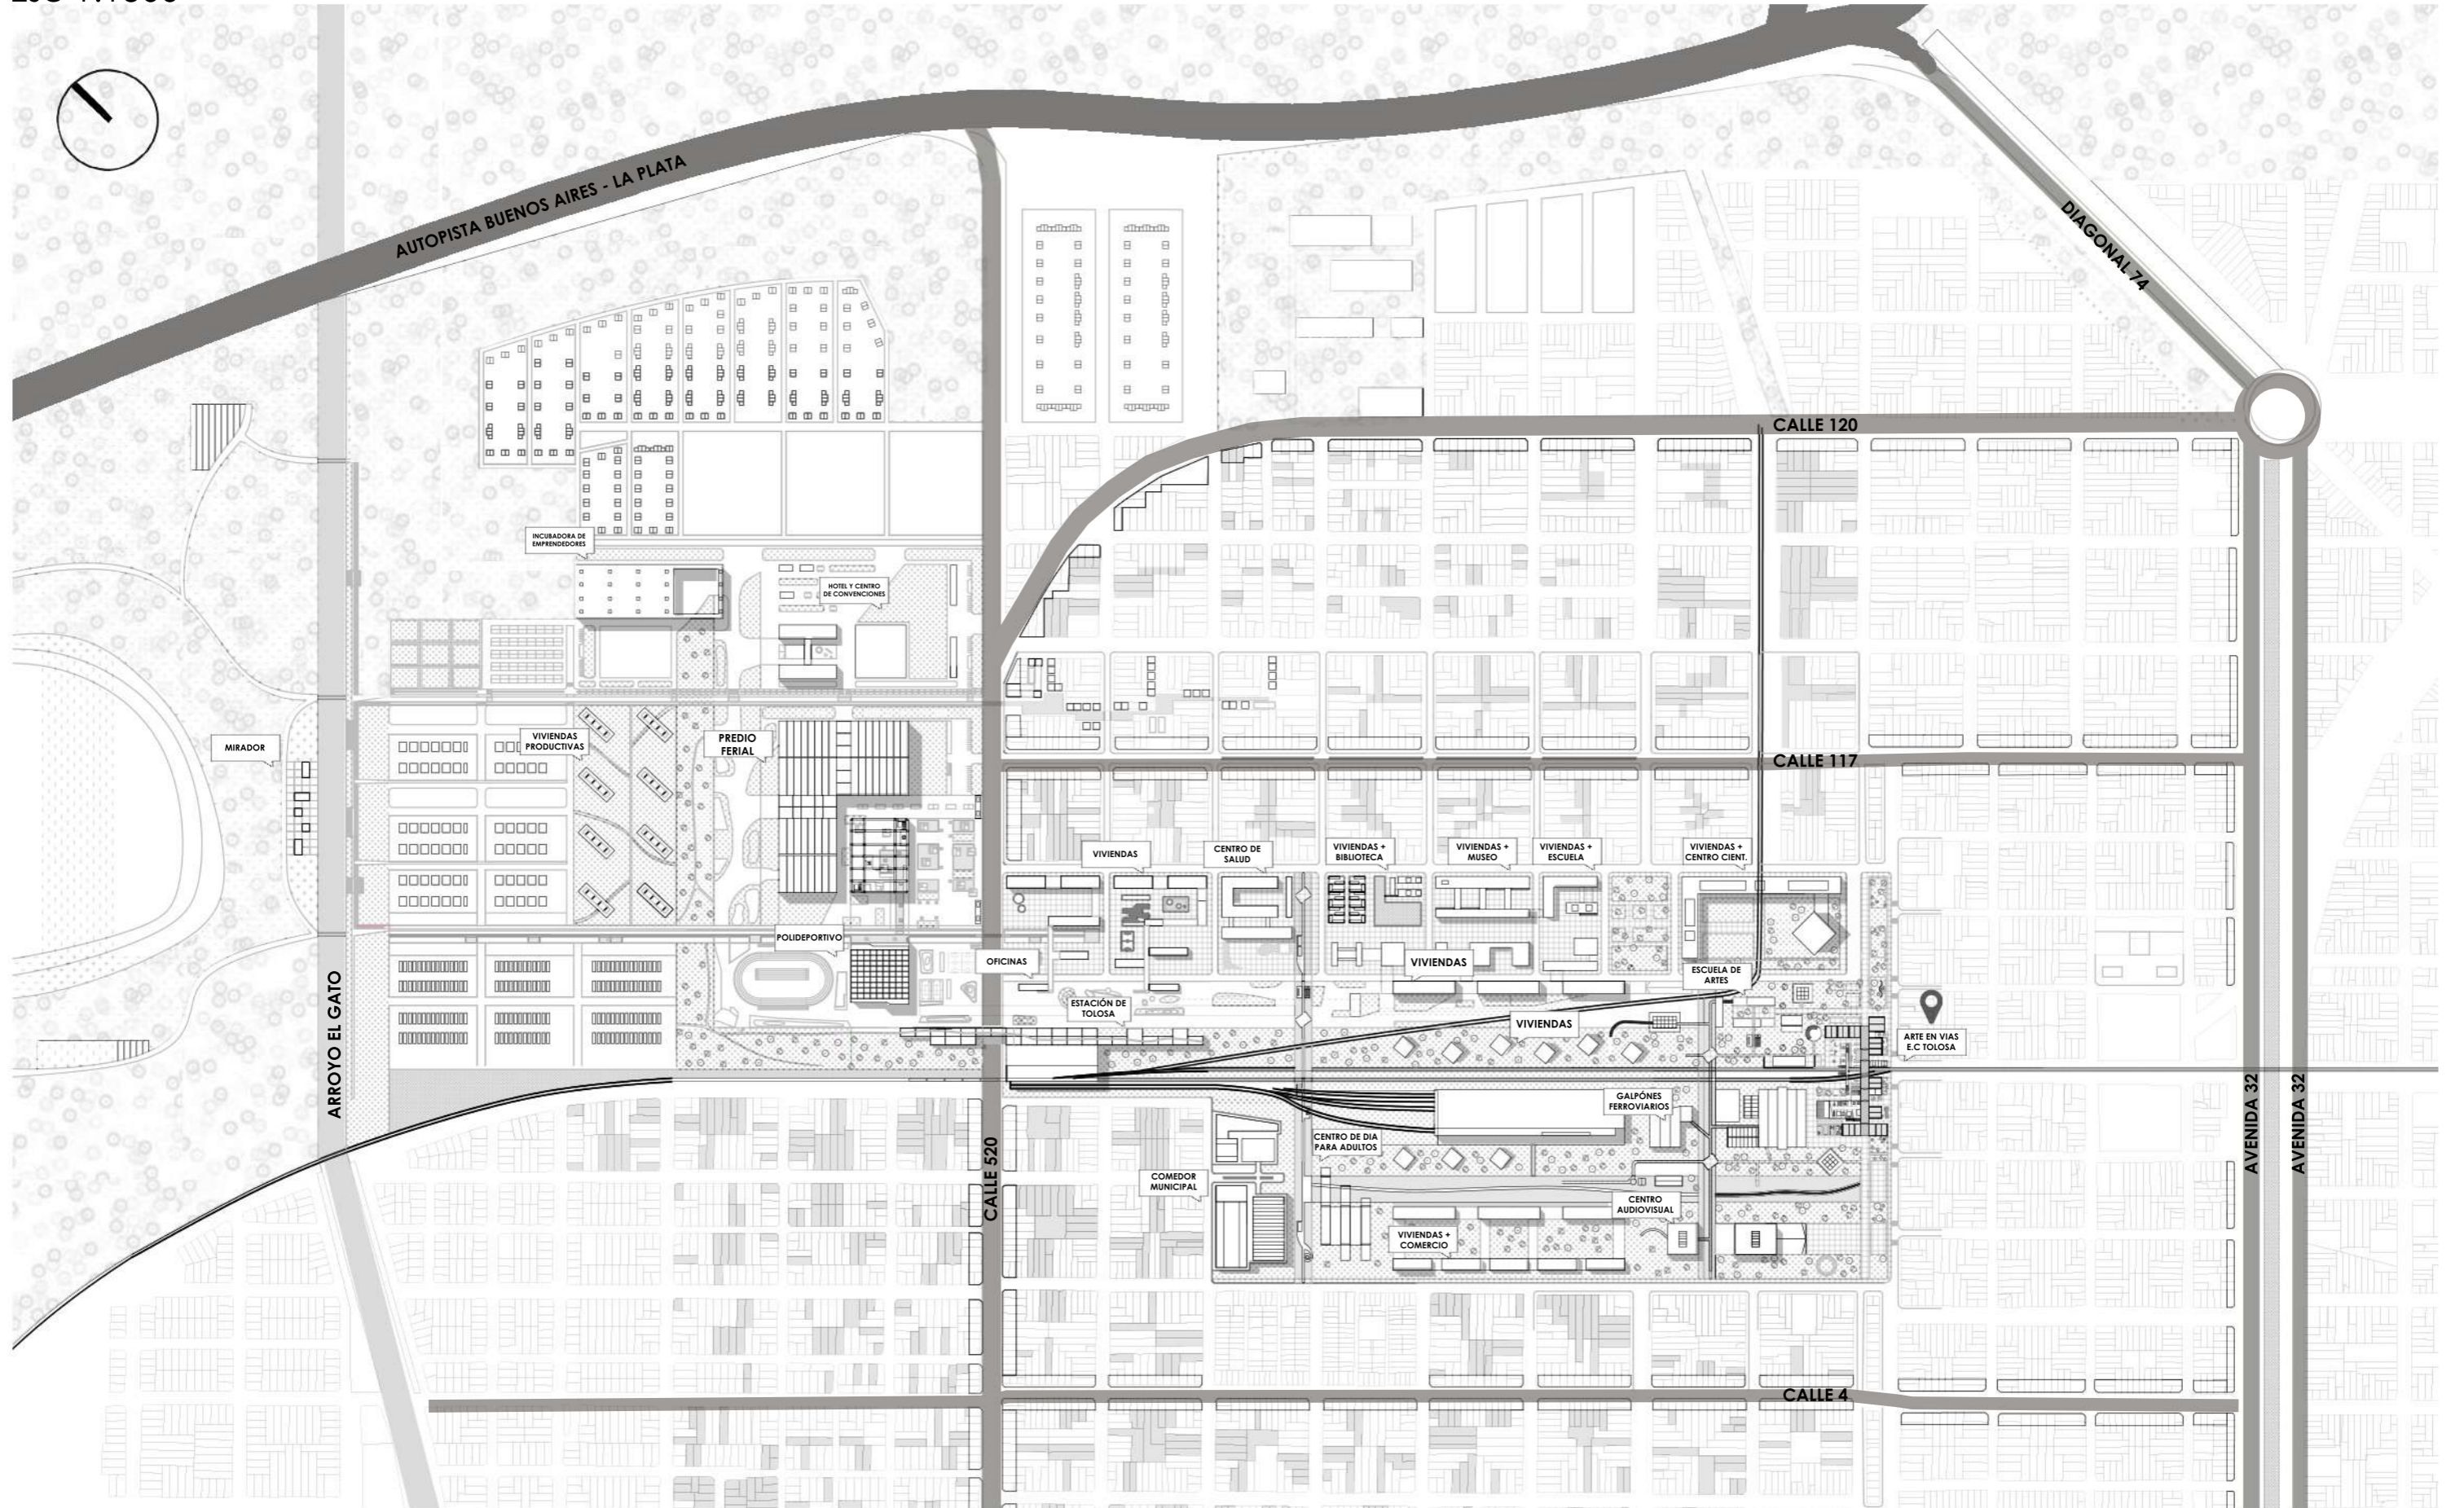 AUTOPISTA BUENOS AIRES - LA PLATA
DIAGONAL 74
CALLE 120
INCUBADORA DE
EMPRENDEDORES
HOTEL Y CENTRO
DE CONVENCIONES
MIRADOR
VIVIENDAS
PRODUCTIVAS
PREDIO
FERIAL
CALLE 117
VIVIENDAS
CENTRO DE
SALUD
VIVIENDAS +
BIBLIOTECA
VIVIENDAS +
MUSEO
VIVIENDAS +
ESCUELA
VIVIENDAS +
CENTRO CIENT.
POLIDEPORTIVO
OFICINAS
VIVIENDAS
ESCUELA DE
ARTES
ESTACIÓN DE
TOLOSA
VIVIENDAS
ARTE EN VIAS
E.C TOLOSA
ARROYO EL GATO
GALPÓNES
FERROVIARIOS
CENTRO DE DIA
PARA ADULTOS
CALLE 520
COMEDOR
MUNICIPAL
CENTRO
AUDIOVISUAL
VIVIENDAS +
COMERCIO
AVENIDA 32
AVENIDA 32
CALLE 4